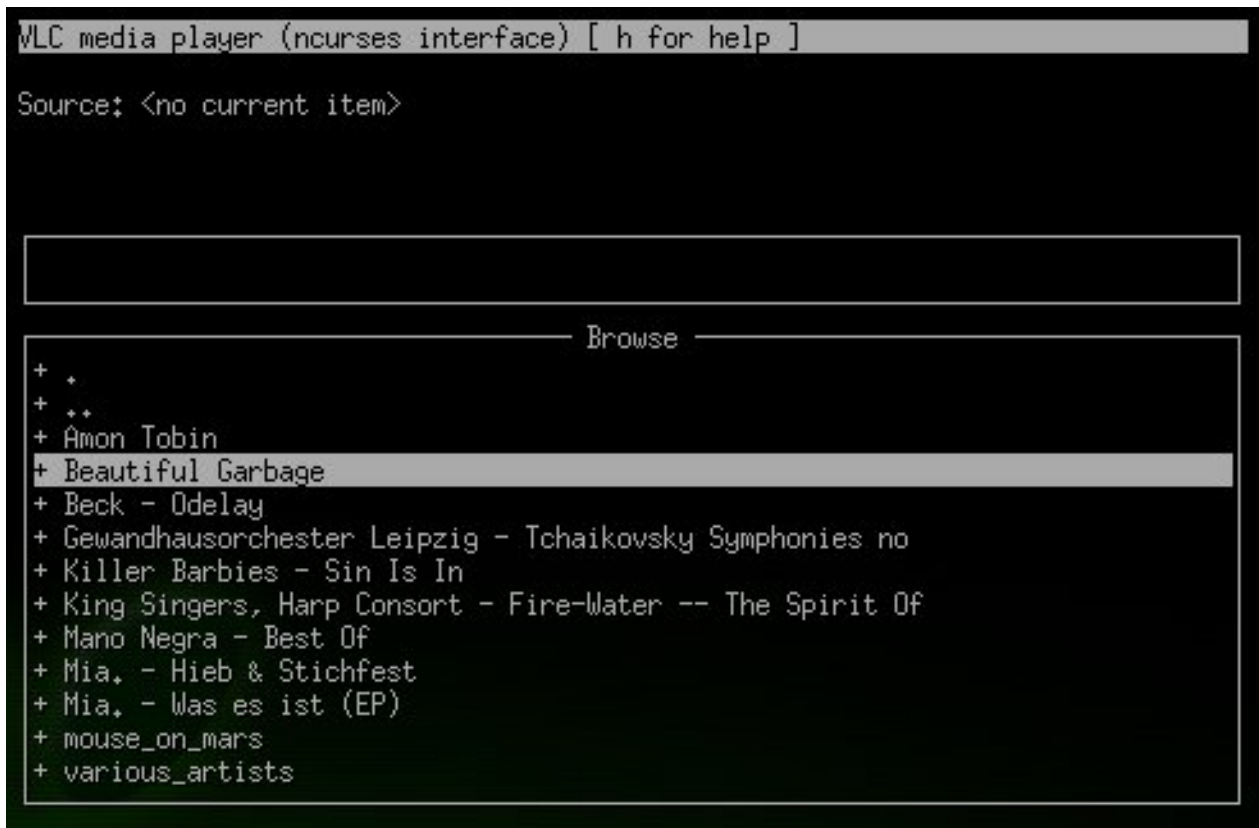 VLC media player (ncurses interface) [ h for help ]
Source: <no current item>
Browse
+ .
+ ..
+ Amon Tobin
+ Beautiful Garbage
+ Beck - Odelay
+ Gewandhausorchester Leipzig - Tchaikovsky Symphonies no
+ Killer Barbies - Sin Is In
+ King Singers, Harp Consort - Fire-Water -- The Spirit Of
+ Mano Negra - Best Of
+ Mia. - Hieb & Stichfest
+ Mia. - Was es ist (EP)
+ mouse_on_mars
+ various_artists